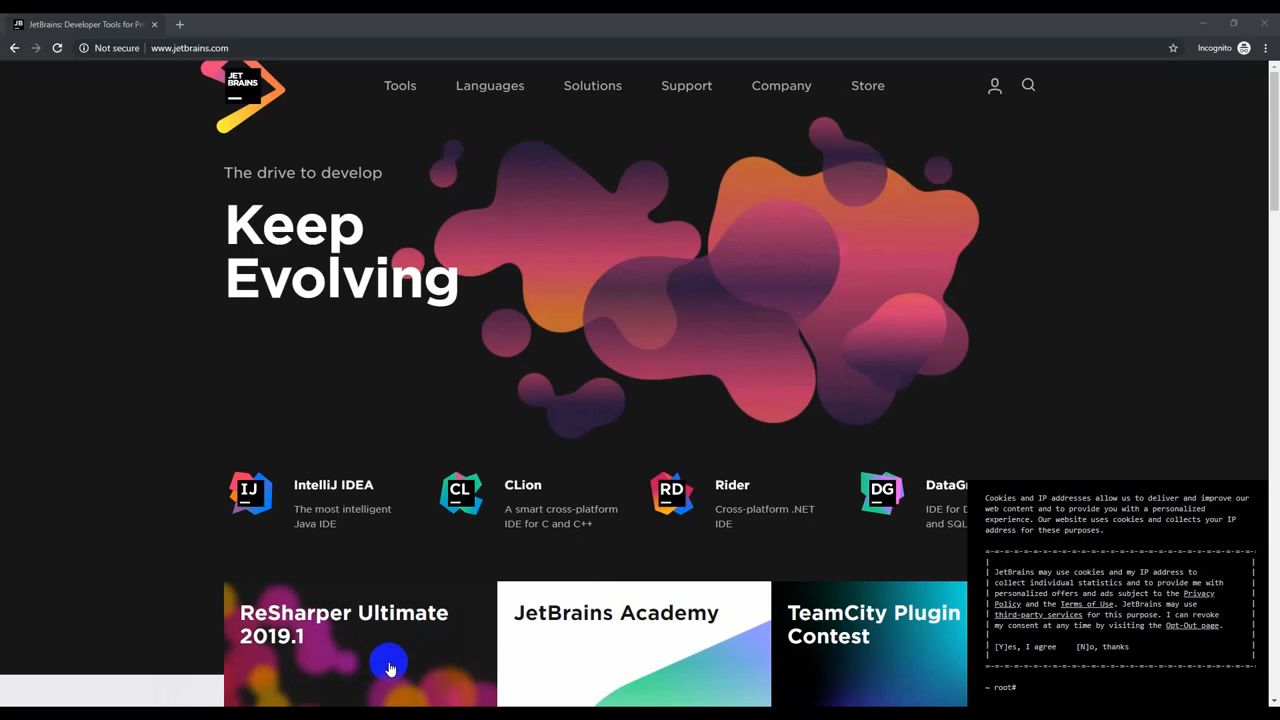 JB
JetBrains: Developer Tools for Pr
Not secure
www.jetbrains.com
Incognito
JET
BRAINS
Tools
Languages
Solutions
Support
Company
Store
The drive to develop
Keep
Evolving
IJ
IntelliJ IDEA
The most intelligent
Java IDE
CL
CLion
A smart cross-platform
IDE for C and C++
RD
Rider
Cross-platform .NET
IDE
DG
DataGr
IDE for D
and SQL
ReSharper Ultimate
2019.1
JetBrains Academy
TeamCity Plugin
Contest
Cookies and IP addresses allow us to deliver and improve our
web content and to provide you with a personalized
experience. Our website uses cookies and collects your IP
address for these purposes.
JetBrains may use cookies and my IP address to
collect individual statistics and to provide me with
personalized offers and ads subject to the Privacy
Policy and the Terms of Use. JetBrains may use
third-party services for this purpose. I can revoke
my consent at any time by visiting the Opt-Out page.
[Y]es, I agree [N]o, thanks
~ root#